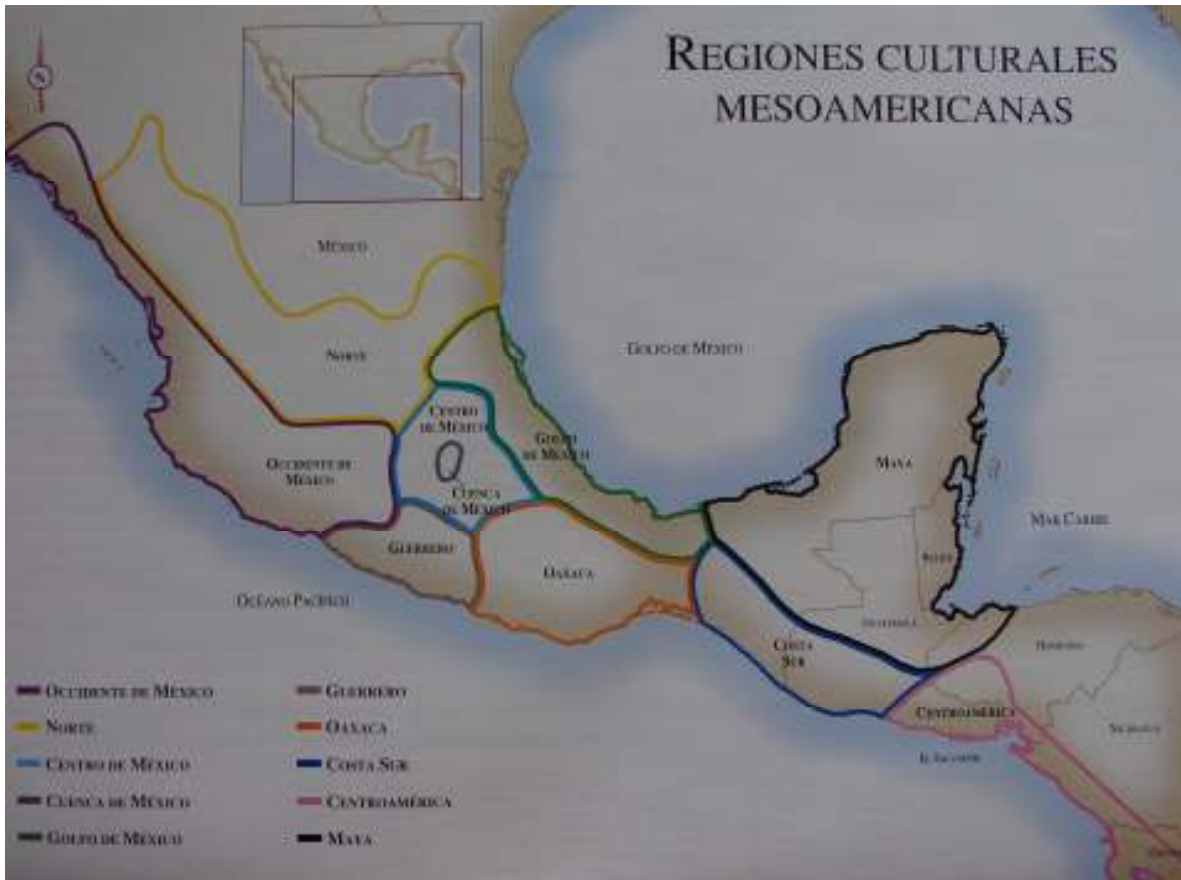 REGIONES CULTURALES
MESOAMERICANAS
N
MÉXICO
NORTE
GOLFO DE MÉXICO
CENTRO
DE MÉXICO
GOLFO
DE MÉXICO
OCCIDENTE DE
MÉXICO
MAYA
CUENCA
DE MÉXICO
MAR CARIBE
GUERRERO
OAXACA
BELICE
OCÉANO PACÍFICO
GUATEMALA
COSTA
SUR
HONDURAS
CENTROAMÉRICA
NICARAGUA
EL SALVADOR
OCCIDENTE DE MÉXICO
NORTE
CENTRO DE MÉXICO
CUENCA DE MÉXICO
GOLFO DE MÉXICO
GUERRERO
OAXACA
COSTA SUR
CENTROAMÉRICA
MAYA